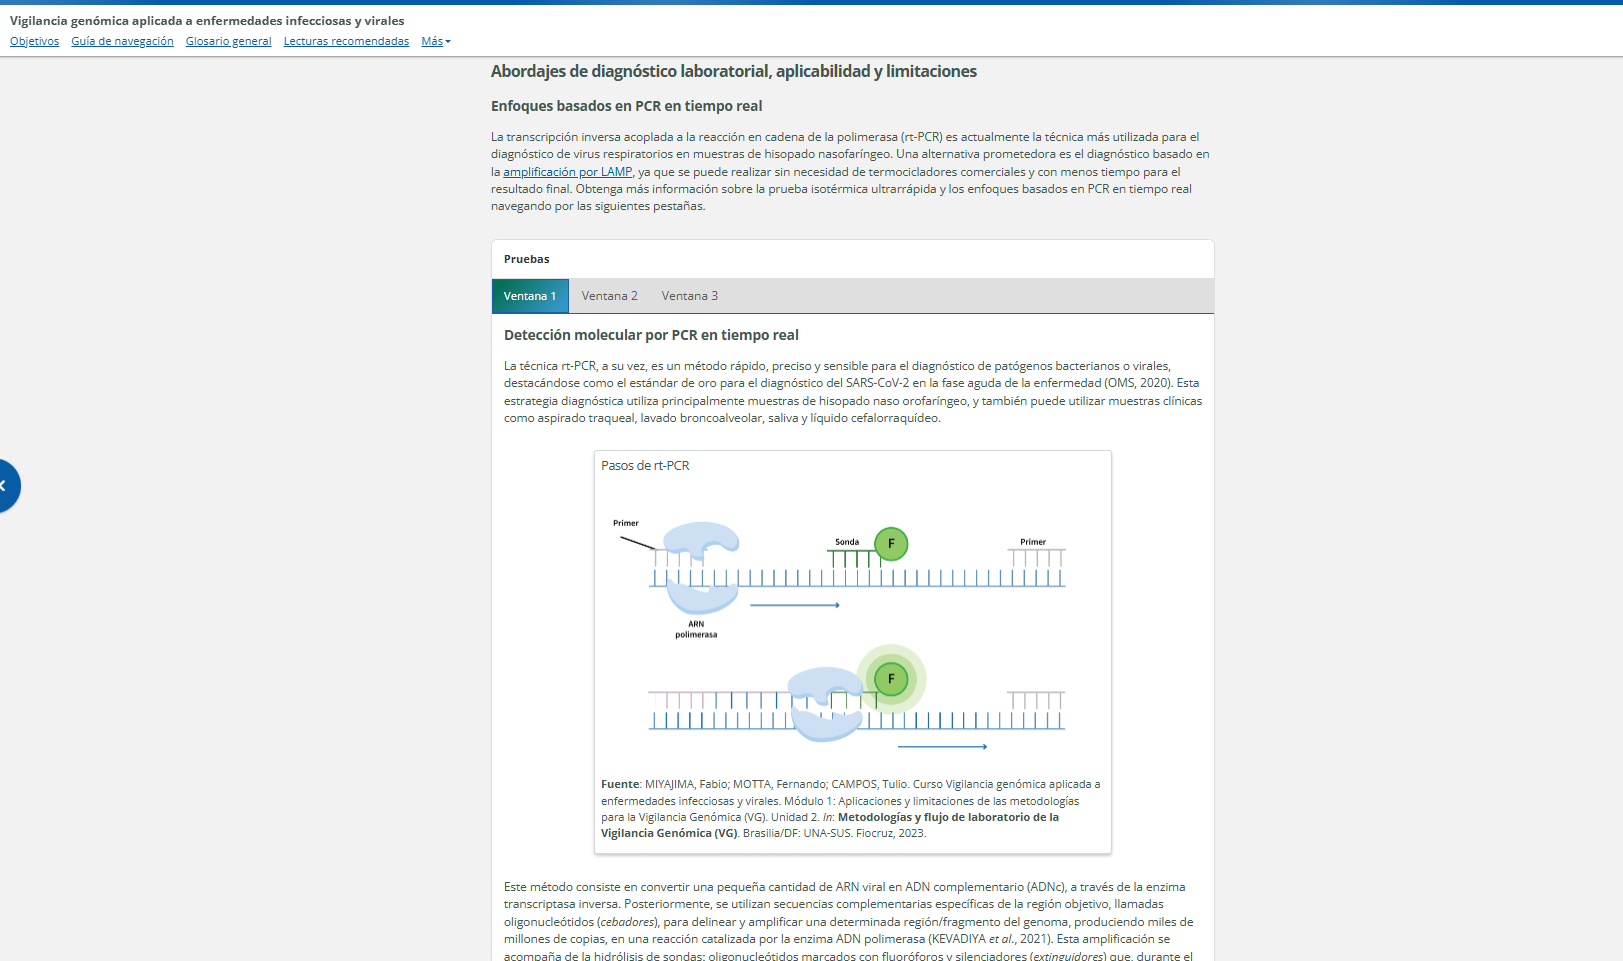 Vigilancia genómica aplicada a enfermedades infecciosas y virales
Objetivos Guía de navegación Glosario general Lecturas recomendadas Más
Abordajes de diagnóstico laboratorial, aplicabilidad y limitaciones
Enfoques basados en PCR en tiempo real
La transcripción inversa acoplada a la reacción en cadena de la polimerasa (rt-PCR) es actualmente la técnica más utilizada para el
diagnóstico de virus respiratorios en muestras de hisopado nasofaríngeo. Una alternativa prometedora es el diagnóstico basado en
la amplificación por LAMP, ya que se puede realizar sin necesidad de termocicladores comerciales y con menos tiempo para el
resultado final. Obtenga más información sobre la prueba isotérmica ultrarrápida y los enfoques basados en PCR en tiempo real
navegando por las siguientes pestañas.
Pruebas
Ventana 1 Ventana 2 Ventana 3
Detección molecular por PCR en tiempo real
La técnica rt-PCR, a su vez, es un método rápido, preciso y sensible para el diagnóstico de patógenos bacterianos o virales,
destacándose como el estándar de oro para el diagnóstico del SARS-CoV-2 en la fase aguda de la enfermedad (OMS, 2020). Esta
estrategia diagnóstica utiliza principalmente muestras de hisopado naso orofaríngeo, y también puede utilizar muestras clínicas
como aspirado traqueal, lavado broncoalveolar, saliva y líquido cefalorraquídeo.
Pasos de rt-PCR
Primer
Sonda
F
Primer
ARN
polimerasa
F
Fuente: MIYAJIMA, Fabio; MOTTA, Fernando; CAMPOS, Tulio. Curso Vigilancia genómica aplicada a
enfermedades infecciosas y virales. Módulo 1: Aplicaciones y limitaciones de las metodologías
para la Vigilancia Genómica (VG). Unidad 2. In: Metodologías y flujo de laboratorio de la
Vigilancia Genómica (VG). Brasilia/DF: UNA-SUS. Fiocruz, 2023.
Este método consiste en convertir una pequeña cantidad de ARN viral en ADN complementario (ADNc), a través de la enzima
transcriptasa inversa. Posteriormente, se utilizan secuencias complementarias específicas de la región objetivo, llamadas
oligonucleótidos (cebadores), para delinear y amplificar una determinada región/fragmento del genoma, produciendo miles de
millones de copias, en una reacción catalizada por la enzima ADN polimerasa (KEVADIYA et al., 2021). Esta amplificación se
acompaña de la hidrólisis de sondas: oligonucleótidos marcados con fluoróforos y silenciadores (extinguidores) que, durante el